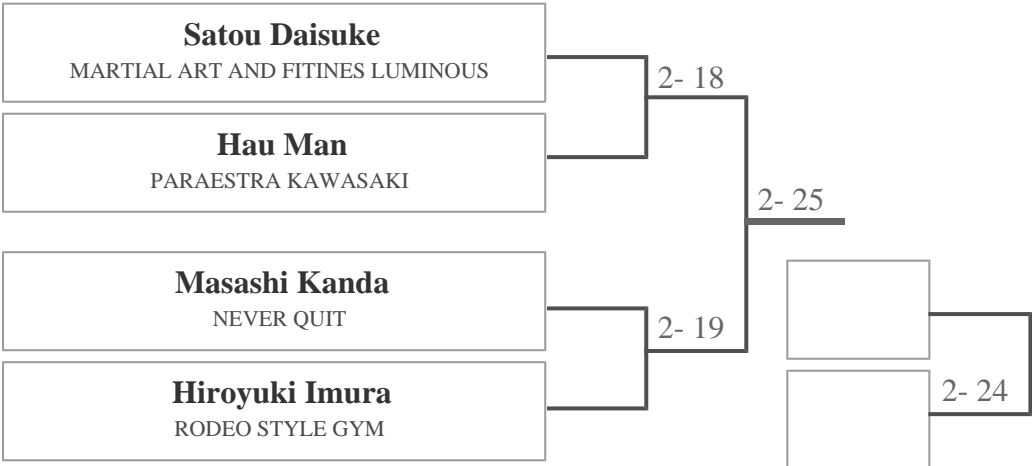 Satou Daisuke
MARTIAL ART AND FITINES LUMINOUS
2- 18
Hau Man
PARAESTRA KAWASAKI
2- 25
Masashi Kanda
NEVER QUIT
2- 19
Hiroyuki Imura
RODEO STYLE GYM
2- 24